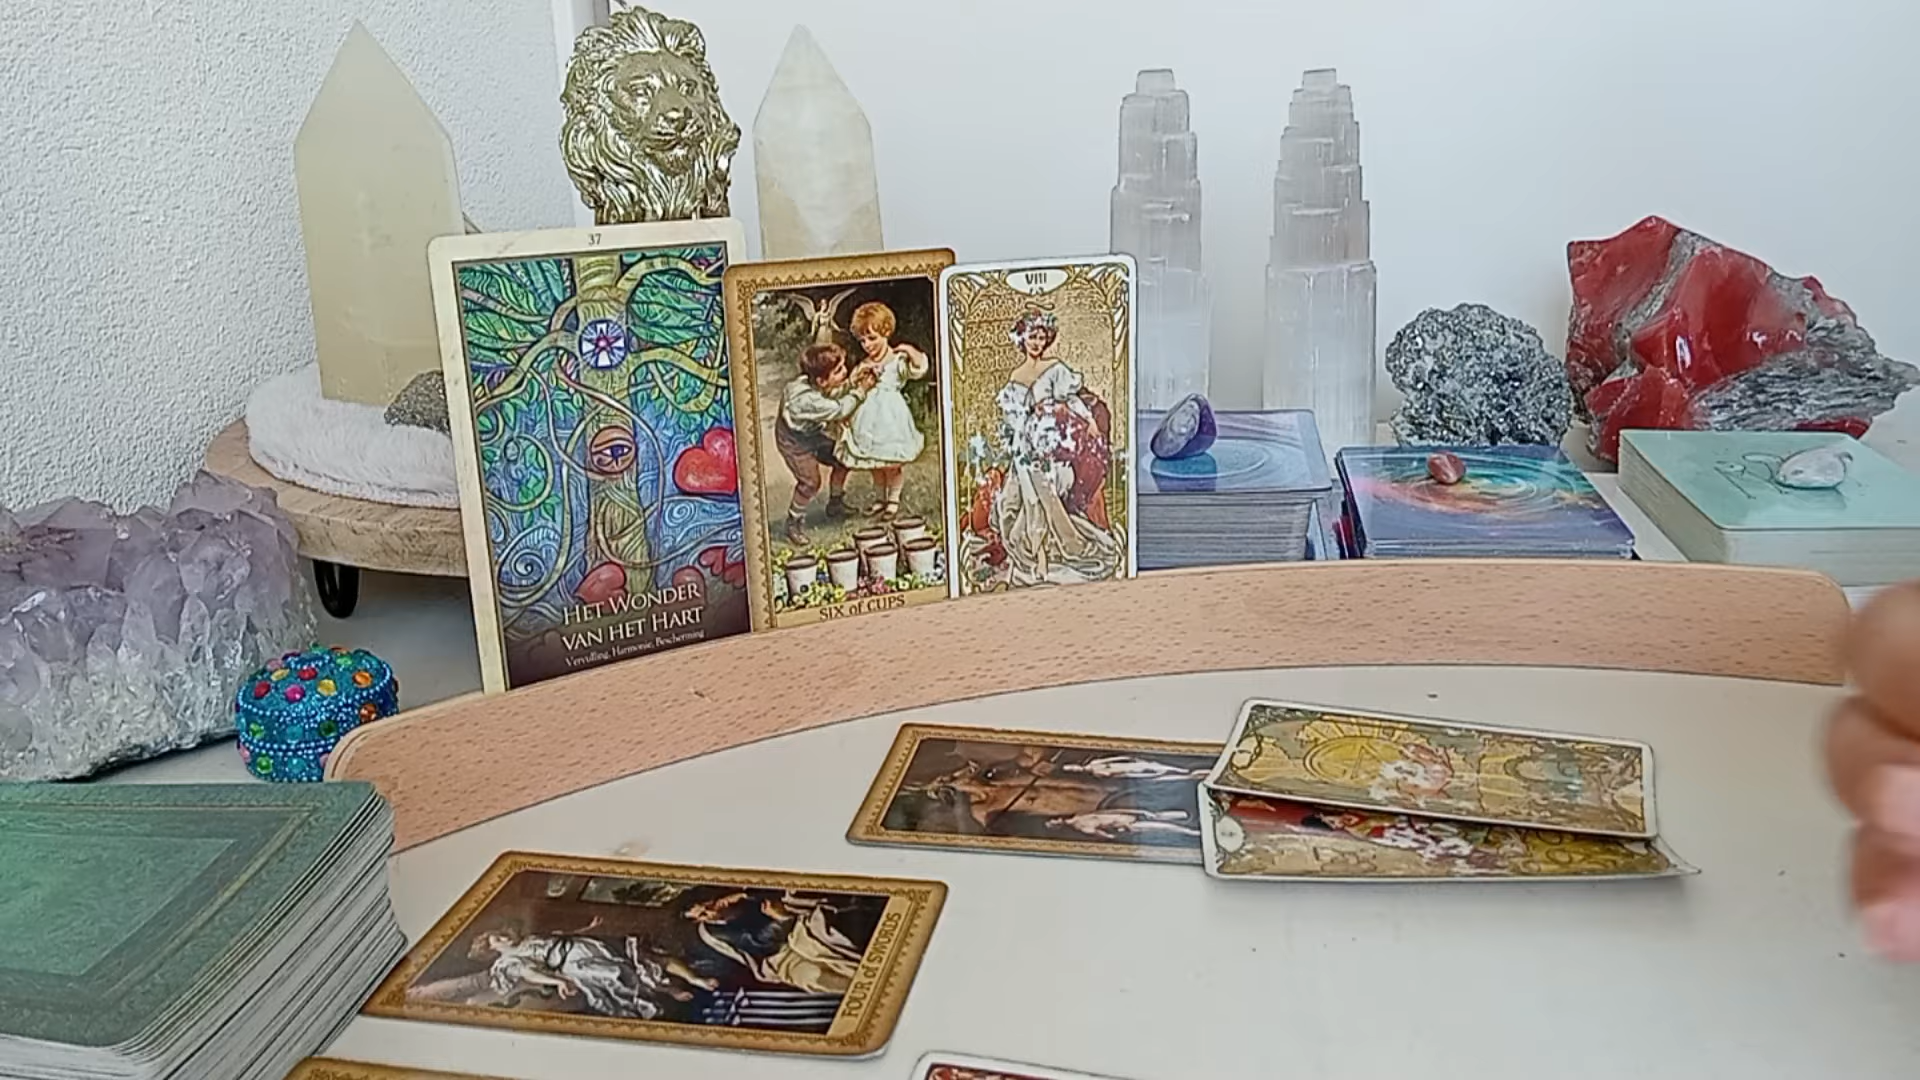 37
HET WONDER
VAN HET HART
Vervulling, Harmonie, Bescherming
SIX of CUPS
VIII
FOUR of SWORDS